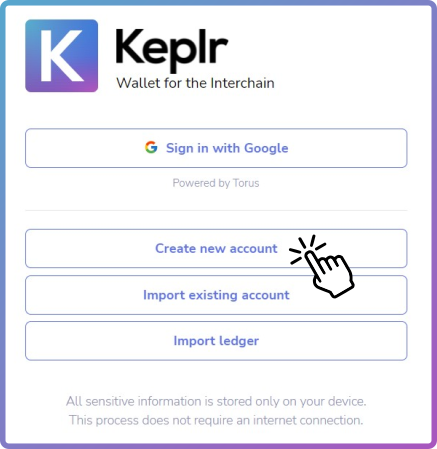 K Keplr
Wallet for the Interchain
Sign in with Google
Powered by Torus
Create new account
Import existing account
Import ledger
All sensitive information is stored only on your device.
This process does not require an internet connection.